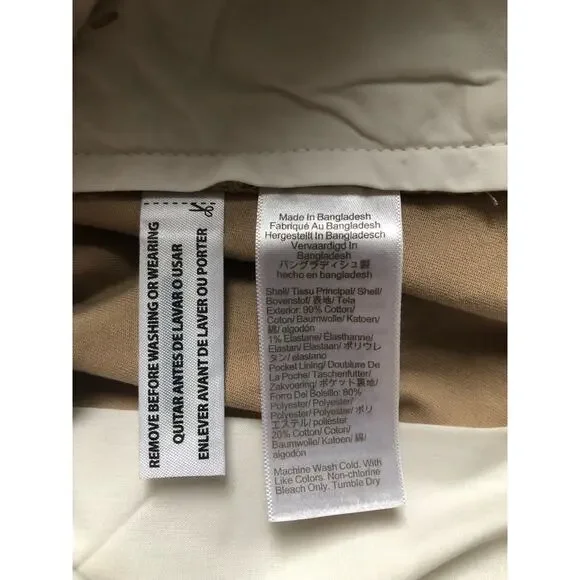 REMOVE BEFORE WASHING OR WEARING
QUITAR ANTES DE LAVAR O USAR
ENLEVER AVANT DE LAVER OU PORTER
Made In Bangladesh
Fabriqué Au Bangladesh
Hergestellt In Bangladesch
Vervaardigd In
Bangladesh
バングラディシュ製
hecho en bangladesh
Shell/ Tissu Principal/ Shell/
Bovenstof/ 表地/ Tela
Exterior: 99% Cotton/
Coton/ Baumwolle/ Katoen/
綿/ algodón
1% Elastane/ Élasthanne/
Elastan/ Elastaan/ ポリウレ
タン/ elastano
Pocket Lining/ Doublure De
La Poche/ Taschenfutter/
Zakvoering/ ポケット裏地/
Forro Del Bolsillo: 80%
Polyester/ Polyester/
Polyester/ Polyester/ ポリ
エステル/ poliéster
20% Cotton/ Coton/
Baumwolle/ Katoen/ 綿/
algodón
Machine Wash Cold. With
Like Colors. Non-chlorine
Bleach Only. Tumble Dry